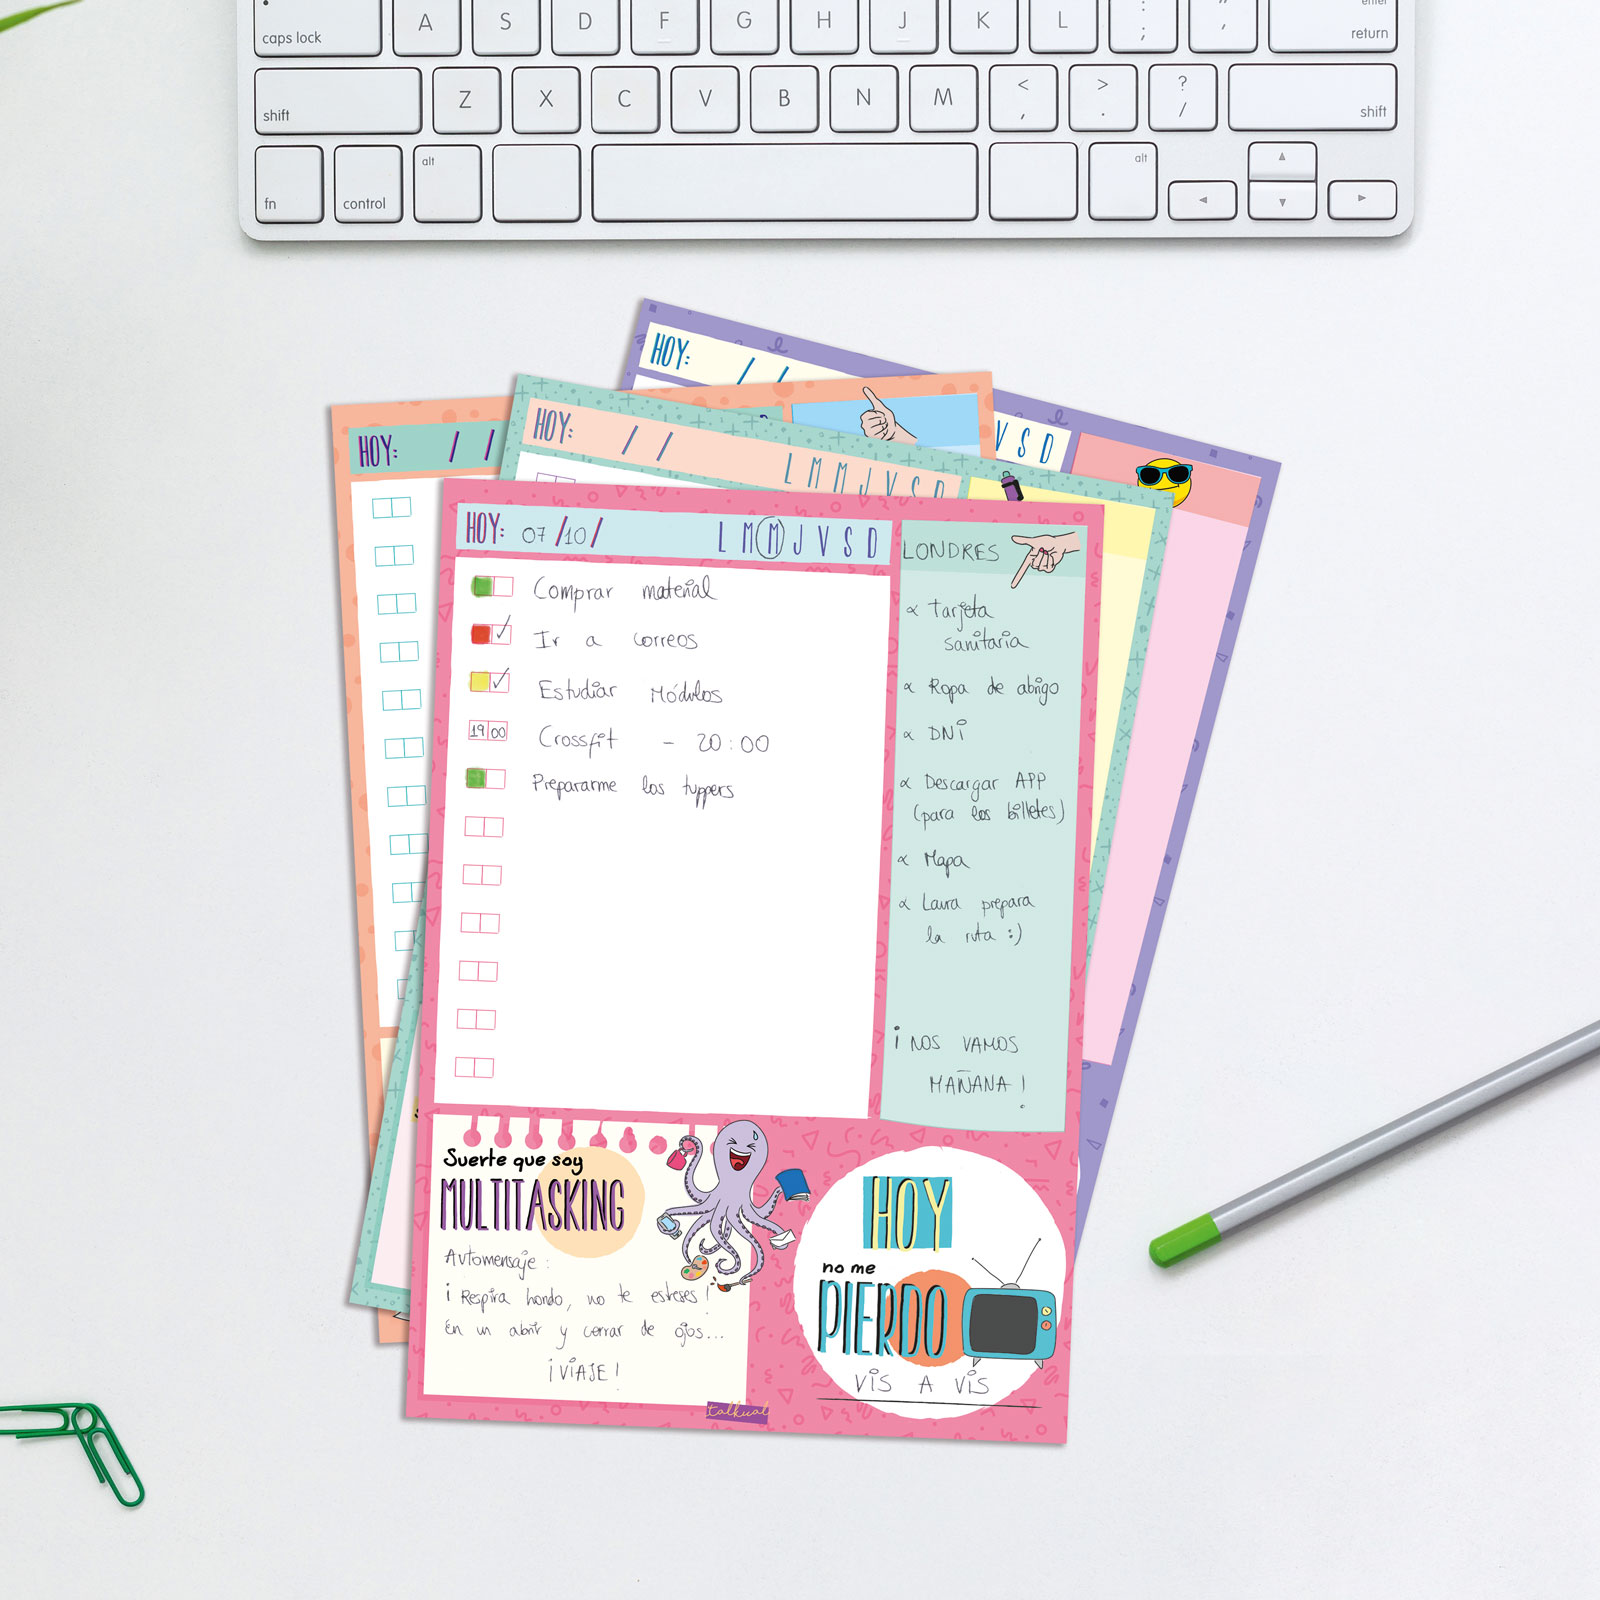 caps lock
A S D F G H J K L : ; " ' enter return
shift Z X C V B N M < , > . ? / shift
fn control alt alt
HOY: / /
V S D
HOY: / /
HOY: / /
L M M J V S D
HOY: 07/10/ L M M J V S D
Comprar material
Ir a correos
Estudiar Módulos
19 00 Crossfit - 20:00
Prepararme los tuppers
LONDRES
∝ Tarjeta
sanitaria
∝ Ropa de abrigo
∝ DNI
∝ Descargar APP
(para los billetes)
∝ Mapa
∝ Laura prepara
la ruta :)
¡NOS VAMOS
MAÑANA!
Suerte que soy
MULTITASKING
Automensaje:
¡Respira hondo, no te estreses!
En un abrir y cerrar de ojos...
¡VIAJE!
HOY
no me
PIERDO
VIS A VIS
talkual